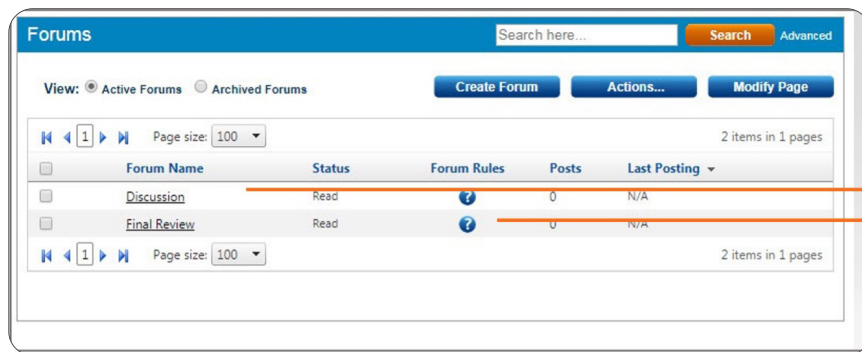 Forums Search here... Search Advanced
View: Active Forums Archived Forums Create Forum Actions... Modify Page
1 Page size: 100 2 items in 1 pages
Forum Name Status Forum Rules Posts Last Posting
Discussion Read ? 0 N/A
Final Review Read ? 0 N/A
1 Page size: 100 2 items in 1 pages